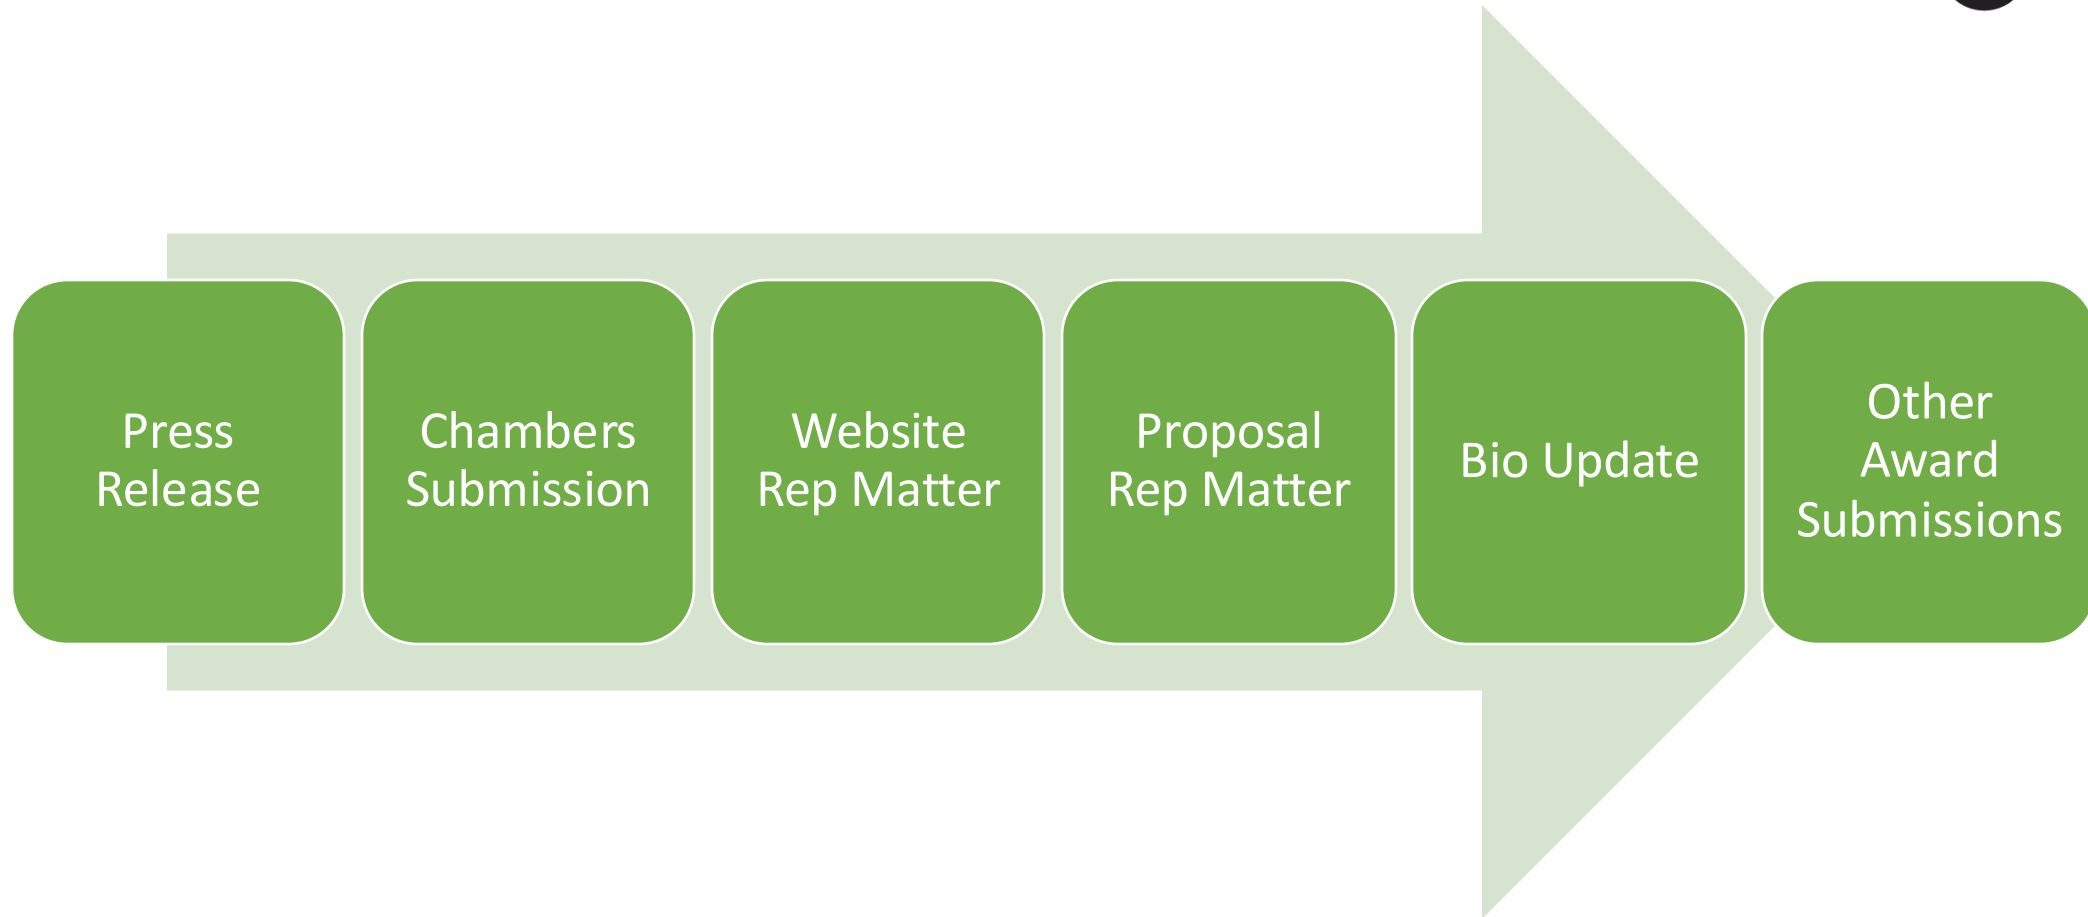 Press
Release
Chambers
Submission
Website
Rep Matter
Proposal
Rep Matter
Bio Update
Other
Award
Submissions